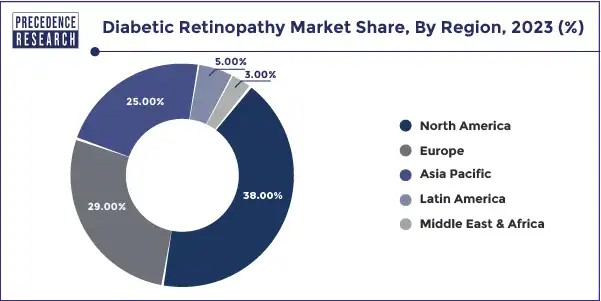 PRECEDENCE
RESEARCH
Diabetic Retinopathy Market Share, By Region, 2023 (%)
5.00%
3.00%
25.00%
38.00%
29.00%
North America
Europe
Asia Pacific
Latin America
Middle East & Africa